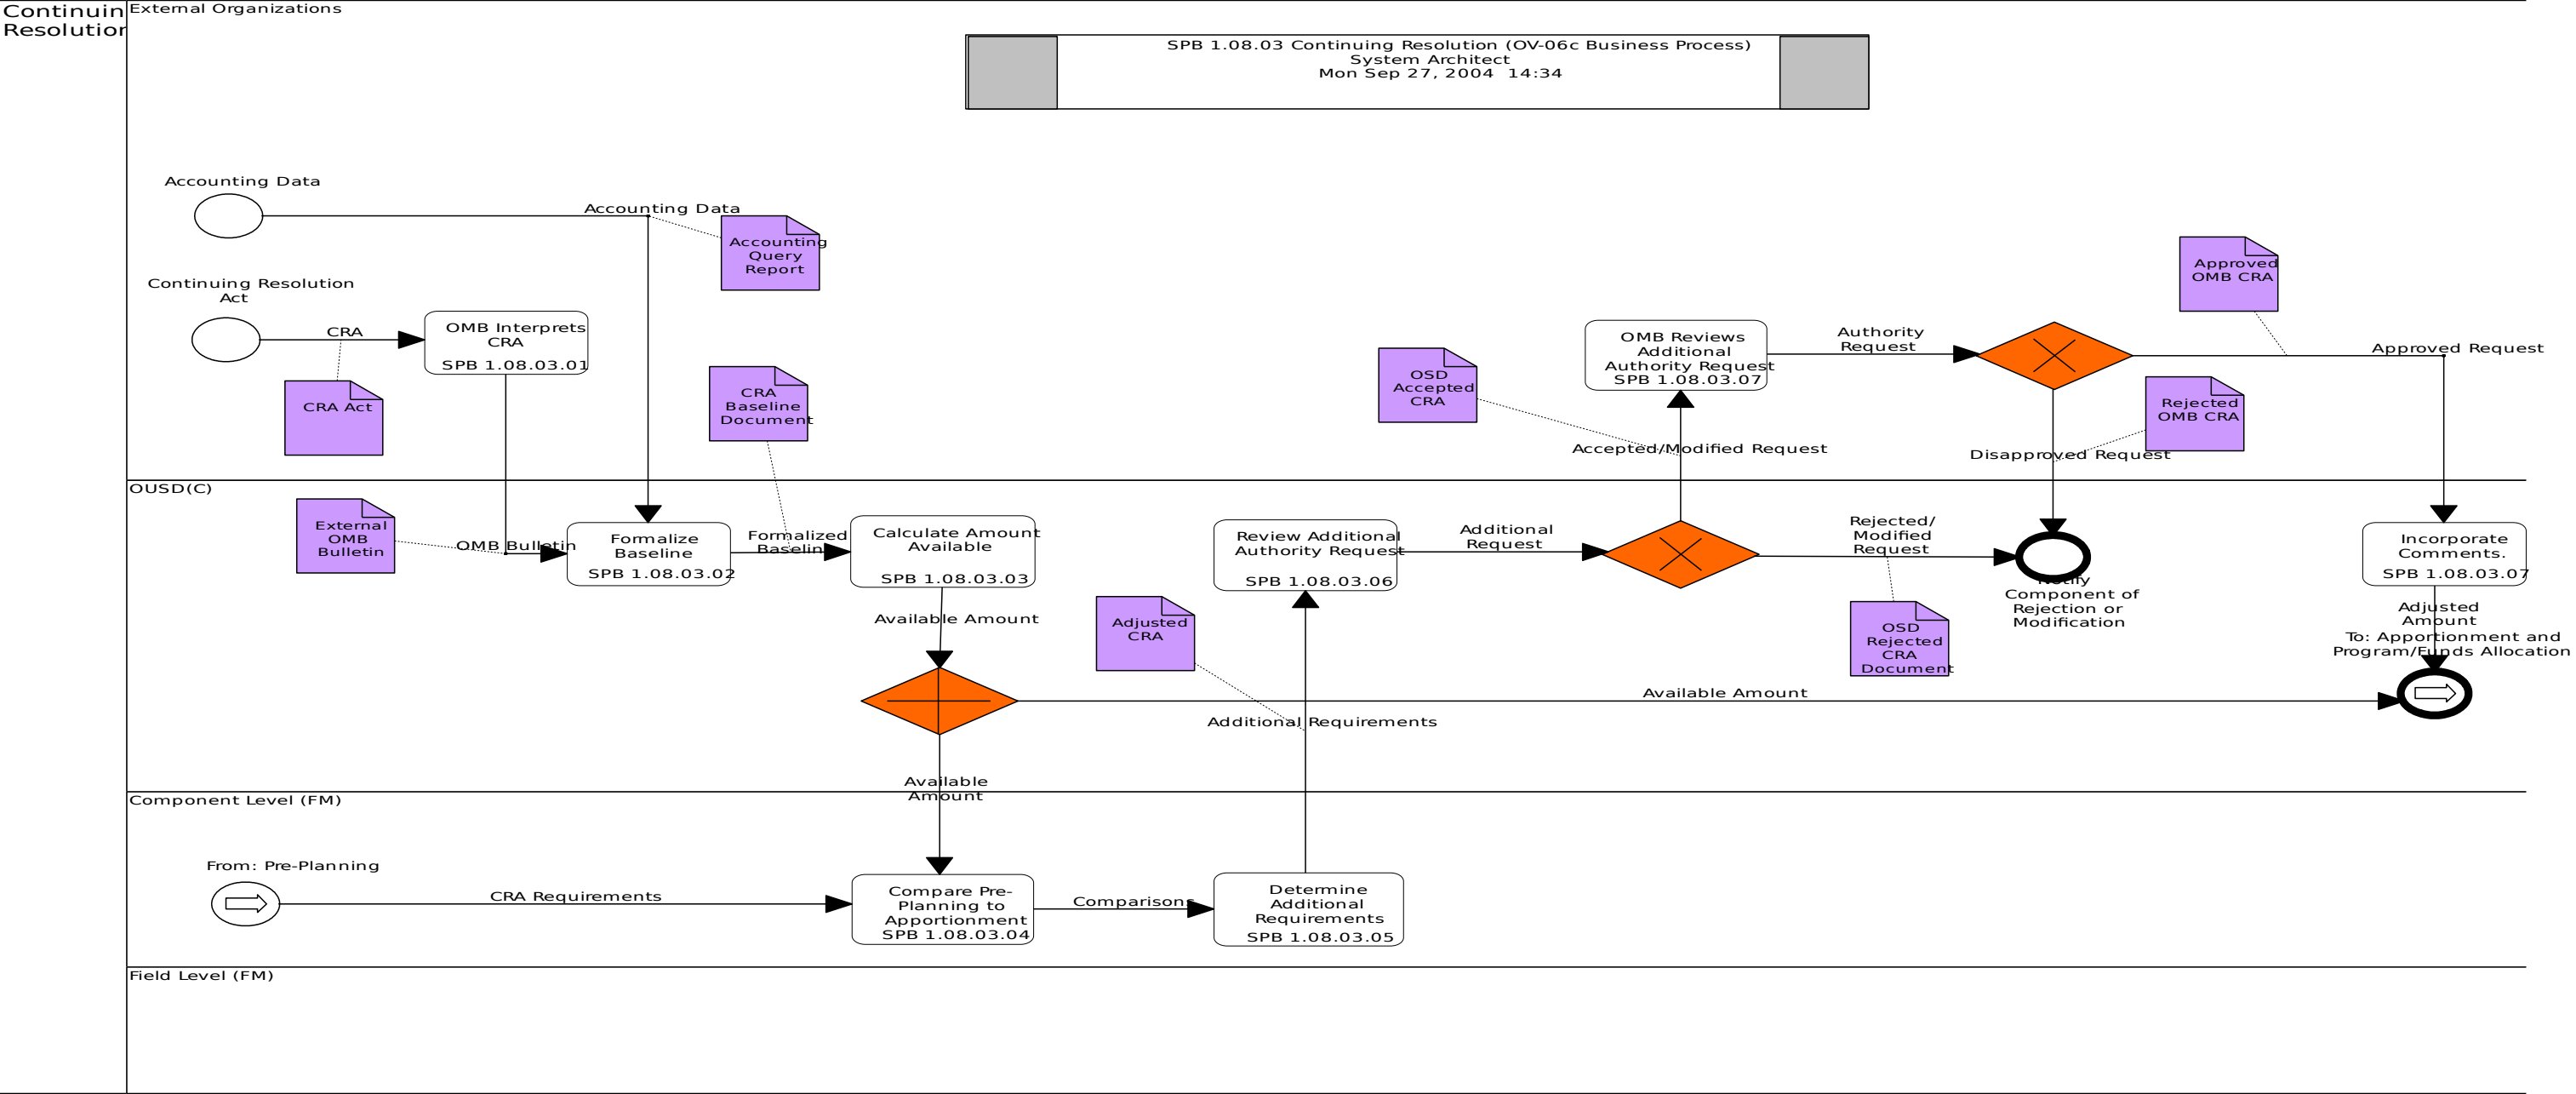 Continuin
Resolution
External Organizations
SPB 1.08.03 Continuing Resolution (OV-06c Business Process)
System Architect
Mon Sep 27, 2004  14:34
Accounting Data
Accounting Data
Accounting
Query
Report
Continuing Resolution
Act
CRA
OMB Interprets
CRA
SPB 1.08.03.01
CRA Act
CRA
Baseline
Document
OSD
Accepted
CRA
OMB Reviews
Additional
Authority Request
SPB 1.08.03.07
Authority
Request
Approved
OMB CRA
Approved Request
Rejected
OMB CRA
Accepted/Modified Request
Disapproved Request
OUSD(C)
External
OMB
Bulletin
OMB Bulletin
Formalize
Baseline
SPB 1.08.03.02
Formalized
Baseline
Calculate Amount
Available
SPB 1.08.03.03
Review Additional
Authority Request
SPB 1.08.03.06
Additional
Request
Rejected/
Modified
Request
Notify
Component of
Rejection or
Modification
Incorporate
Comments.
SPB 1.08.03.07
Available Amount
Adjusted
CRA
OSD
Rejected
CRA
Document
Adjusted
Amount
To: Apportionment and
Program/Funds Allocation
Available Amount
Additional Requirements
Available
Amount
Component Level (FM)
From: Pre-Planning
CRA Requirements
Compare Pre-
Planning to
Apportionment
SPB 1.08.03.04
Comparisons
Determine
Additional
Requirements
SPB 1.08.03.05
Field Level (FM)